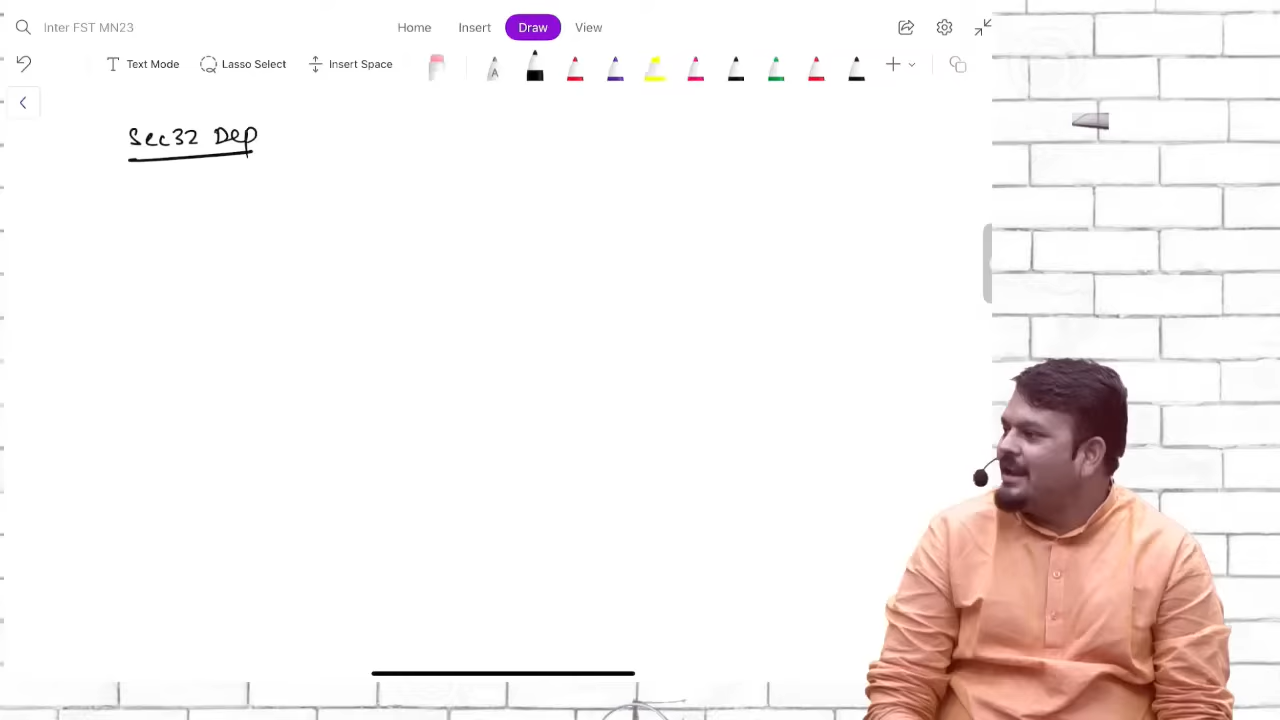 Inter FST MN23
Home Insert Draw View
Text Mode Lasso Select Insert Space
Sec32 Dep